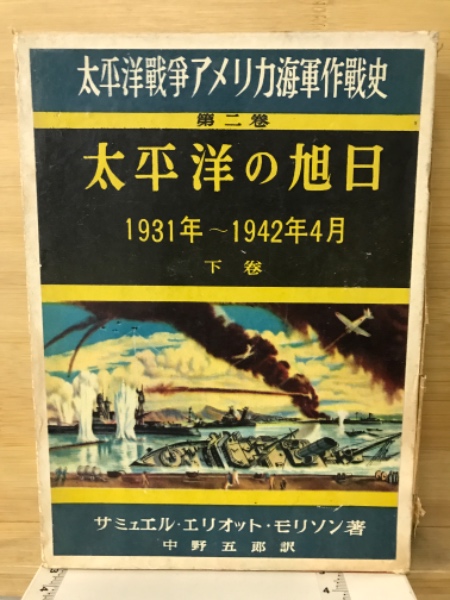 太平洋戰爭アメリカ海軍作戰史
第二巻
太平洋の旭日
1931年～1942年4月
下巻
サミュエル・エリオット・モリソン著
中野五郎訳